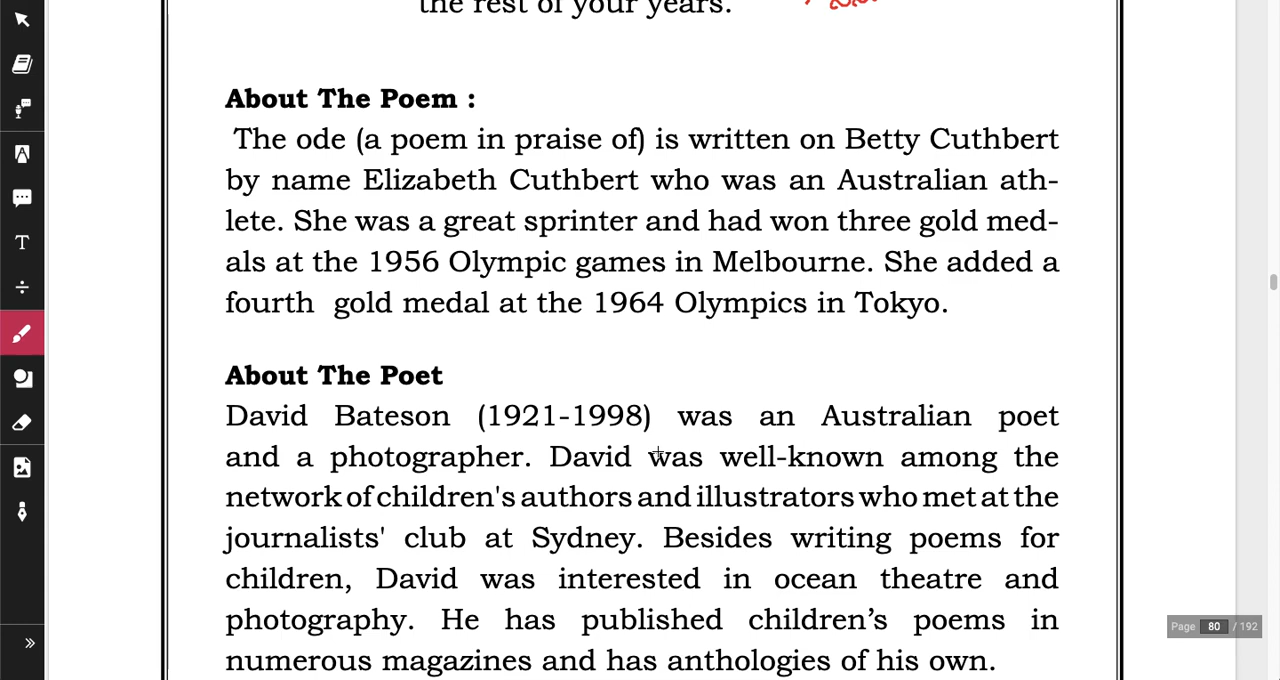 the rest of your years.
About The Poem :
The ode (a poem in praise of) is written on Betty Cuthbert
by name Elizabeth Cuthbert who was an Australian ath-
lete. She was a great sprinter and had won three gold med-
als at the 1956 Olympic games in Melbourne. She added a
fourth gold medal at the 1964 Olympics in Tokyo.
About The Poet
David Bateson (1921-1998) was an Australian poet
and a photographer. David was well-known among the
network of children's authors and illustrators who met at the
journalists' club at Sydney. Besides writing poems for
children, David was interested in ocean theatre and
photography. He has published children’s poems in
numerous magazines and has anthologies of his own.
Page 80 / 192